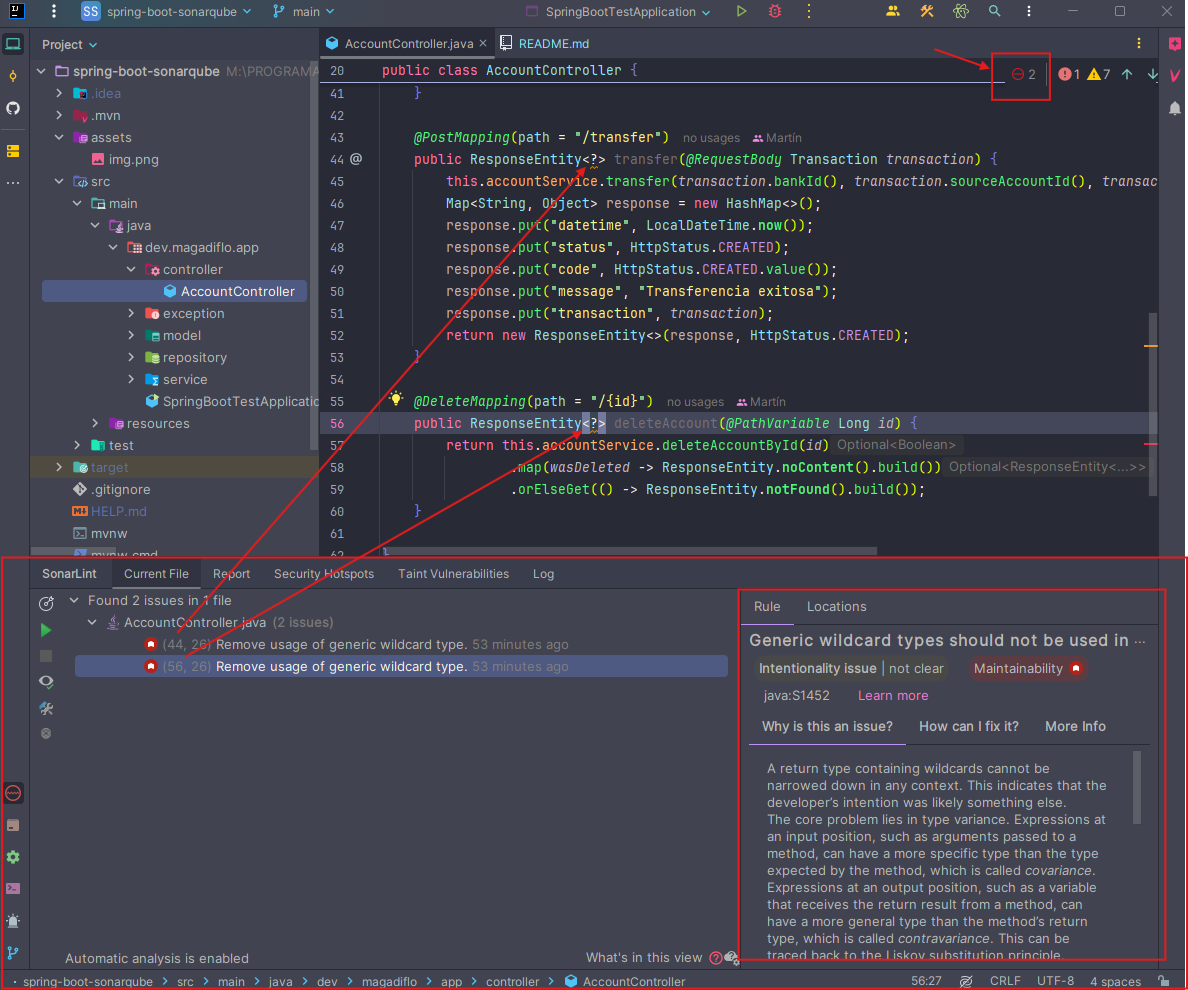 SS spring-boot-sonarqube main SpringBootTestApplication
Project
AccountController.java README.md
spring-boot-sonarqube M:\PROGRAMA
.idea
.mvn
assets
img.png
src
main
java
dev.magadiflo.app
controller
AccountController
exception
model
repository
service
SpringBootTestApplicatio
resources
test
target
.gitignore
HELP.md
mvnw
mvnw.cmd
2 1 7
20 public class AccountController {
41 }
42
43 @PostMapping(path = "/transfer") no usages Martín
44 @ public ResponseEntity<?> transfer(@RequestBody Transaction transaction) {
45 this.accountService.transfer(transaction.bankId(), transaction.sourceAccountId(), transac
46 Map<String, Object> response = new HashMap<>();
47 response.put("datetime", LocalDateTime.now());
48 response.put("status", HttpStatus.CREATED);
49 response.put("code", HttpStatus.CREATED.value());
50 response.put("message", "Transferencia exitosa");
51 response.put("transaction", transaction);
52 return new ResponseEntity<>(response, HttpStatus.CREATED);
53 }
54
55 @DeleteMapping(path = "/{id}") no usages Martín
56 public ResponseEntity<?> deleteAccount(@PathVariable Long id) {
57 return this.accountService.deleteAccountById(id) Optional<Boolean>
58 .map(wasDeleted -> ResponseEntity.noContent().build()) Optional<ResponseEntity<...>>
59 .orElseGet(() -> ResponseEntity.notFound().build());
60 }
61
62 }
SonarLint Current File Report Security Hotspots Taint Vulnerabilities Log
Found 2 issues in 1 file
AccountController.java (2 issues)
(44, 26) Remove usage of generic wildcard type. 53 minutes ago
(56, 26) Remove usage of generic wildcard type. 53 minutes ago
Automatic analysis is enabled
What's in this view
Rule Locations
Generic wildcard types should not be used in ...
Intentionality issue | not clear Maintainability
java:S1452 Learn more
Why is this an issue? How can I fix it? More Info
A return type containing wildcards cannot be
narrowed down in any context. This indicates that the
developer's intention was likely something else.
The core problem lies in type variance. Expressions at
an input position, such as arguments passed to a
method, can have a more specific type than the type
expected by the method, which is called covariance.
Expressions at an output position, such as a variable
that receives the return result from a method, can
have a more general type than the method's return
type, which is called contravariance. This can be
traced back to the Liskov substitution principle.
spring-boot-sonarqube > src > main > java > dev > magadiflo > app > controller > AccountController
56:27 CRLF UTF-8 4 spaces